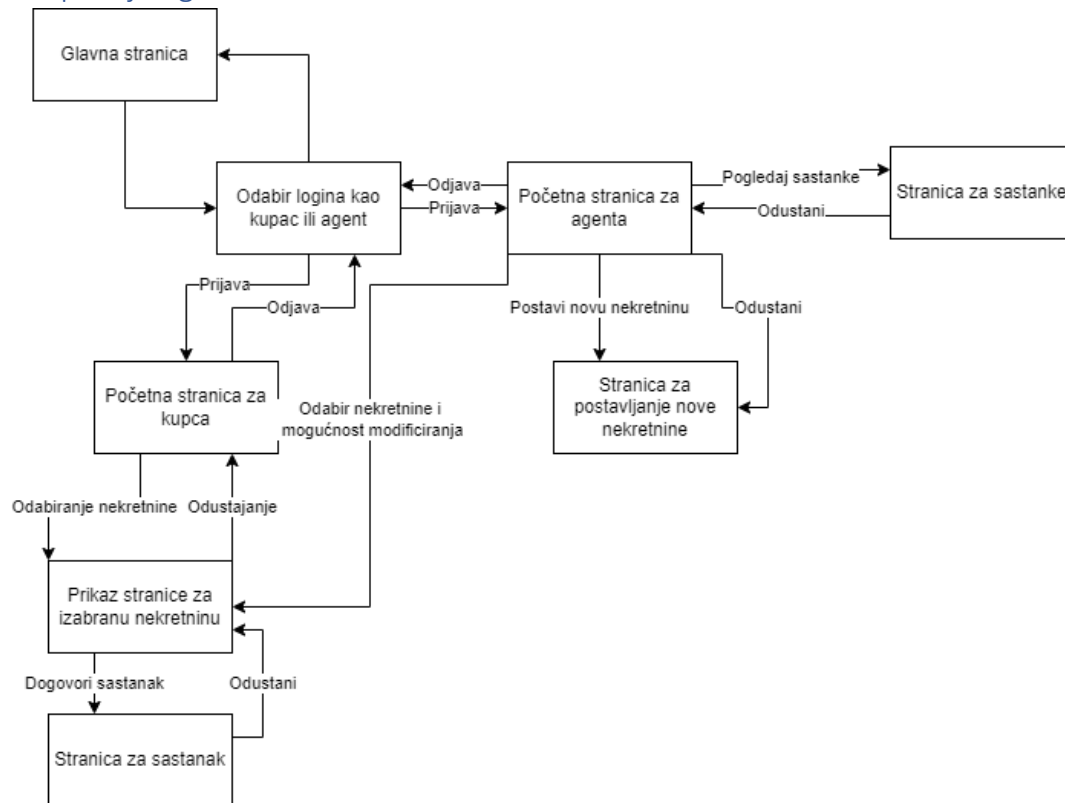 Glavna stranica
Odabir logina kao
kupac ili agent
Odjava
Prijava
Početna stranica za
agenta
Pogledaj sastanke
Odustani
Stranica za sastanke
Prijava
Odjava
Postavi novu nekretninu
Odustani
Početna stranica za
kupca
Odabir nekretnine i
mogućnost modificiranja
Stranica za
postavljanje nove
nekretnine
Odabiranje nekretnine
Odustajanje
Prikaz stranice za
izabranu nekretninu
Dogovori sastanak
Odustani
Stranica za sastanak